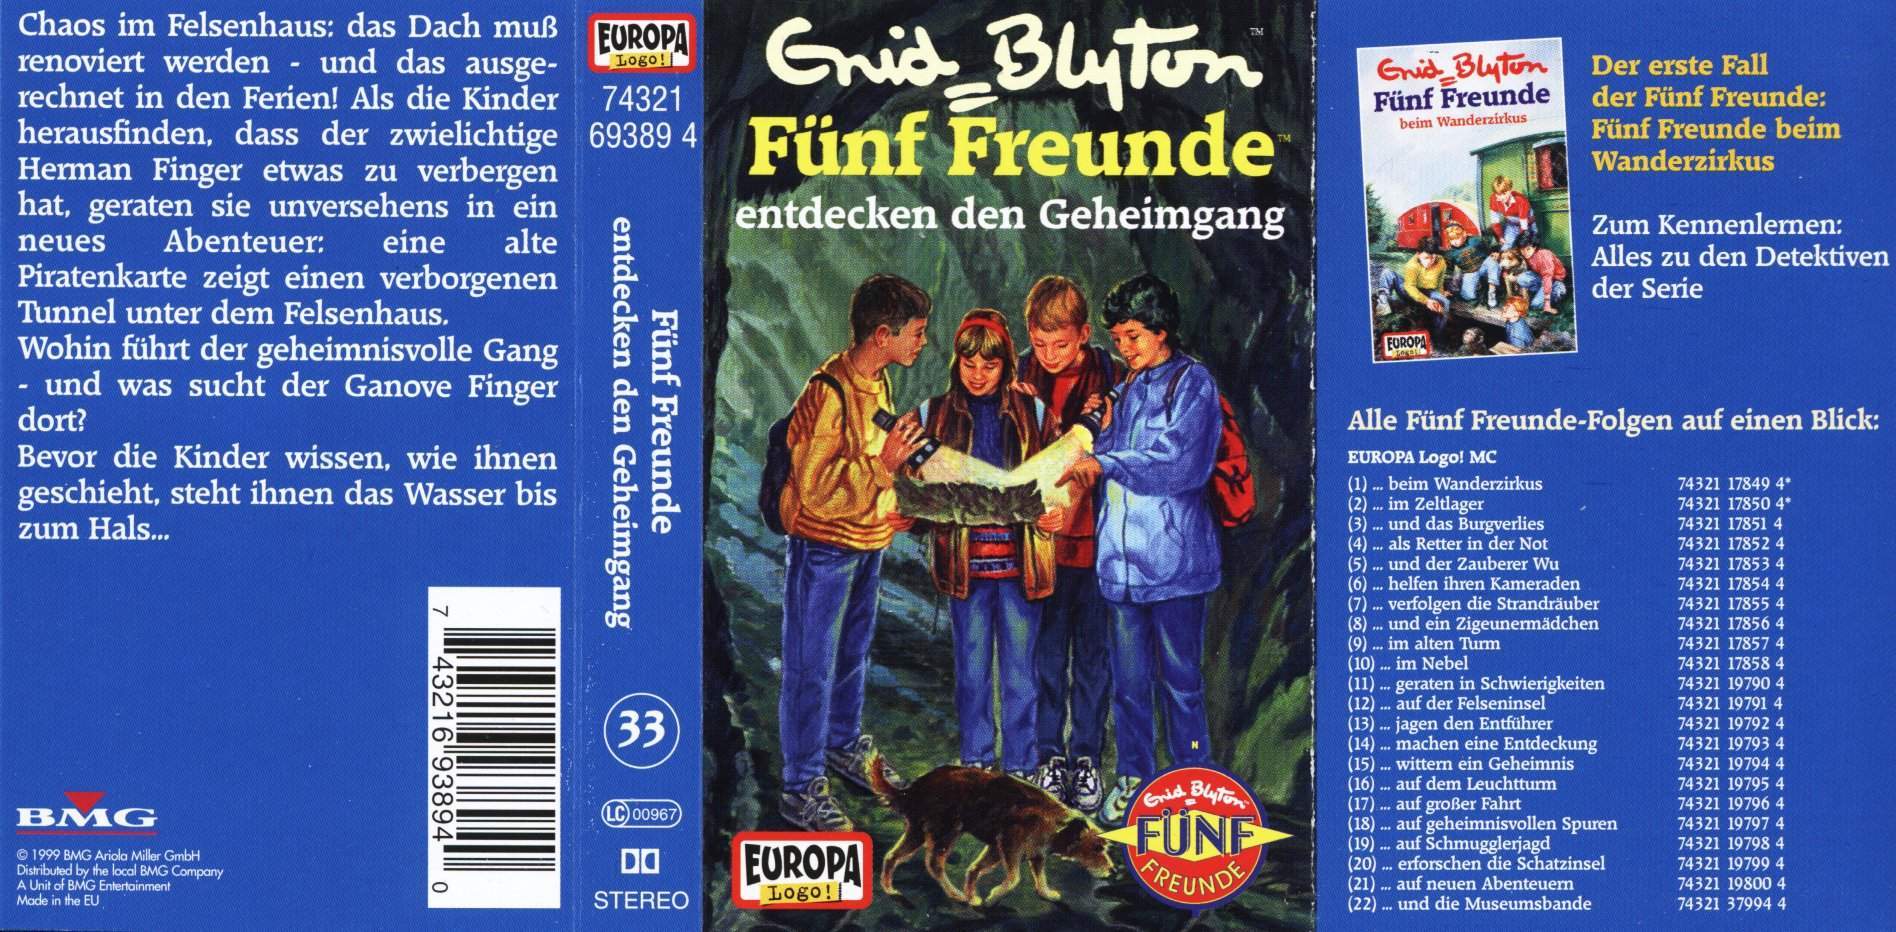 Chaos im Felsenhaus: das Dach muß
renoviert werden - und das ausge-
rechnet in den Ferien! Als die Kinder
herausfinden, dass der zwielichtige
Herman Finger etwas zu verbergen
hat, geraten sie unversehens in ein
neues Abenteuer: eine alte
Piratenkarte zeigt einen verborgenen
Tunnel unter dem Felsenhaus.
Wohin führt der geheimnisvolle Gang
- und was sucht der Ganove Finger
dort?
Bevor die Kinder wissen, wie ihnen
geschieht, steht ihnen das Wasser bis
zum Hals...
7 43216 93894 0
BMG
© 1999 BMG Ariola Miller GmbH
Distributed by the local BMG Company
A Unit of BMG Entertainment
Made in the EU
EUROPA
Logo!
74321
69389 4
Fünf Freunde
entdecken den Geheimgang
33
LC 00967
STEREO
Enid Blyton™
Fünf Freunde™
entdecken den Geheimgang
N
EUROPA
Logo!
Enid Blyton
FÜNF
FREUNDE
Enid Blyton
Fünf Freunde
beim Wanderzirkus
EUROPA
Logo!
Der erste Fall
der Fünf Freunde:
Fünf Freunde beim
Wanderzirkus
Zum Kennenlernen:
Alles zu den Detektiven
der Serie
Alle Fünf Freunde-Folgen auf einen Blick:
EUROPA Logo! MC
(1) ... beim Wanderzirkus 74321 17849 4*
(2) ... im Zeltlager 74321 17850 4*
(3) ... und das Burgverlies 74321 17851 4
(4) ... als Retter in der Not 74321 17852 4
(5) ... und der Zauberer Wu 74321 17853 4
(6) ... helfen ihren Kameraden 74321 17854 4
(7) ... verfolgen die Strandräuber 74321 17855 4
(8) ... und ein Zigeunermädchen 74321 17856 4
(9) ... im alten Turm 74321 17857 4
(10) ... im Nebel 74321 17858 4
(11) ... geraten in Schwierigkeiten 74321 19790 4
(12) ... auf der Felseninsel 74321 19791 4
(13) ... jagen den Entführer 74321 19792 4
(14) ... machen eine Entdeckung 74321 19793 4
(15) ... wittern ein Geheimnis 74321 19794 4
(16) ... auf dem Leuchtturm 74321 19795 4
(17) ... auf großer Fahrt 74321 19796 4
(18) ... auf geheimnisvollen Spuren 74321 19797 4
(19) ... auf Schmugglerjagd 74321 19798 4
(20) ... erforschen die Schatzinsel 74321 19799 4
(21) ... auf neuen Abenteuern 74321 19800 4
(22) ... und die Museumsbande 74321 37994 4